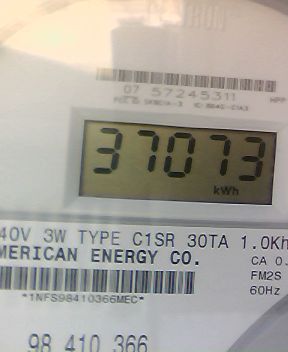 07 57245311
37073
kWh
40V 3W TYPE C1SR 30TA 1.0Kh
MERICAN ENERGY CO. CA 0.
FM2S
*1NFS98410366MEC* 60Hz
98 410 366